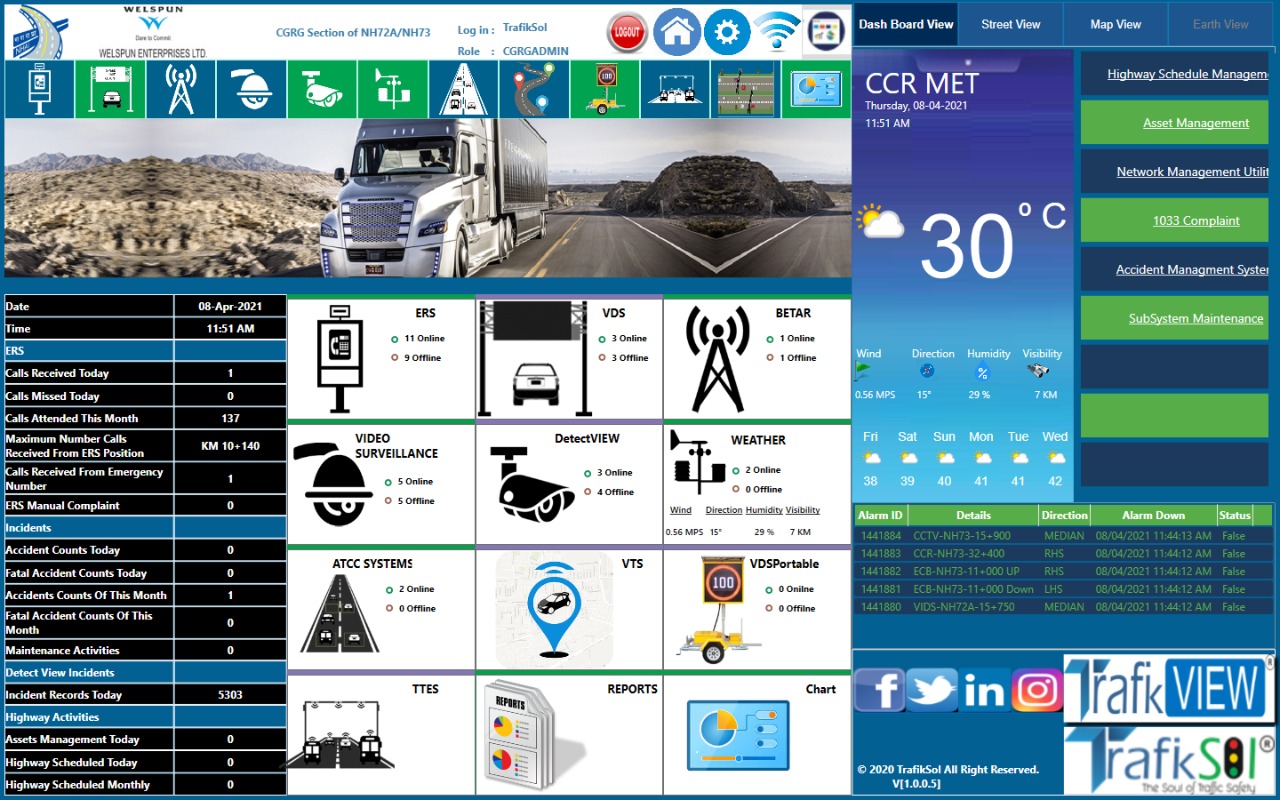 WELSPUN
Dare to Commit
WELSPUN ENTERPRISES LTD.
CGRG Section of NH72A/NH73
Log in : TrafikSol
Role : CGRGADMIN
LOGOUT
Dash Board View
Street View
Map View
Earth View
CCR MET
Thursday, 08-04-2021
11:51 AM
30° C
Wind Direction Humidity Visibility
0.56 MPS 15° 29 % 7 KM
Fri Sat Sun Mon Tue Wed
38 39 40 41 41 42
Highway Schedule Managem
Asset Management
Network Management Utilit
1033 Complaint
Accident Managment Syster
SubSystem Maintenance
Date 08-Apr-2021
Time 11:51 AM
ERS
Calls Received Today 1
Calls Missed Today 0
Calls Attended This Month 137
Maximum Number Calls
Received From ERS Position KM 10+140
Calls Received From Emergency
Number 1
ERS Manual Complaint 0
Incidents
Accident Counts Today 0
Fatal Accident Counts Today 0
Accidents Counts Of This Month 1
Fatal Accident Counts Of This
Month 0
Maintenance Activities 0
Detect View Incidents
Incident Records Today 5303
Highway Activities
Assets Management Today 0
Highway Scheduled Today 0
Highway Scheduled Monthly 0
ERS
11 Online
9 Offline
VDS
3 Online
3 Offline
BETAR
1 Online
1 Offline
VIDEO
SURVEILLANCE
5 Online
5 Offline
DetectVIEW
3 Online
4 Offline
WEATHER
2 Online
0 Offline
Wind Direction Humidity Visibility
0.56 MPS 15° 29 % 7 KM
ATCC SYSTEMS
2 Online
0 Offline
VTS
VDSPortable
100
0 Onilne
0 Offilne
TTES
REPORTS
REPORTS
Chart
Alarm ID Details Direction Alarm Down Status
1441884 CCTV-NH73-15+900 MEDIAN 08/04/2021 11:44:13 AM False
1441883 CCR-NH73-32+400 RHS 08/04/2021 11:44:12 AM False
1441882 ECB-NH73-11+000 UP RHS 08/04/2021 11:44:12 AM False
1441881 ECB-NH73-11+000 Down LHS 08/04/2021 11:44:12 AM False
1441880 VIDS-NH72A-15+750 MEDIAN 08/04/2021 11:44:12 AM False
TrafikVIEW®
TrafikSOl®
The Soul of Traffic Safety
© 2020 TrafikSol All Right Reserved.
V[1.0.0.5]